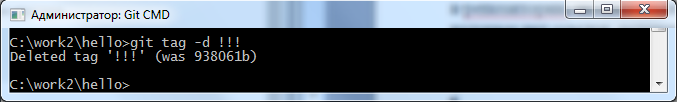 Администратор: Git CMD
C:\work2\hello>git tag -d !!!
Deleted tag '!!!' (was 938061b)
C:\work2\hello>